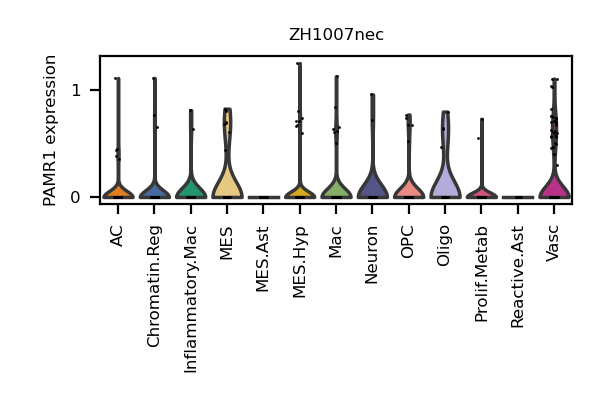 ZH1007nec
PAMR1 expression
1
0
AC
Chromatin.Reg
Inflammatory.Mac
MES
MES.Ast
MES.Hyp
Mac
Neuron
OPC
Oligo
Prolif.Metab
Reactive.Ast
Vasc